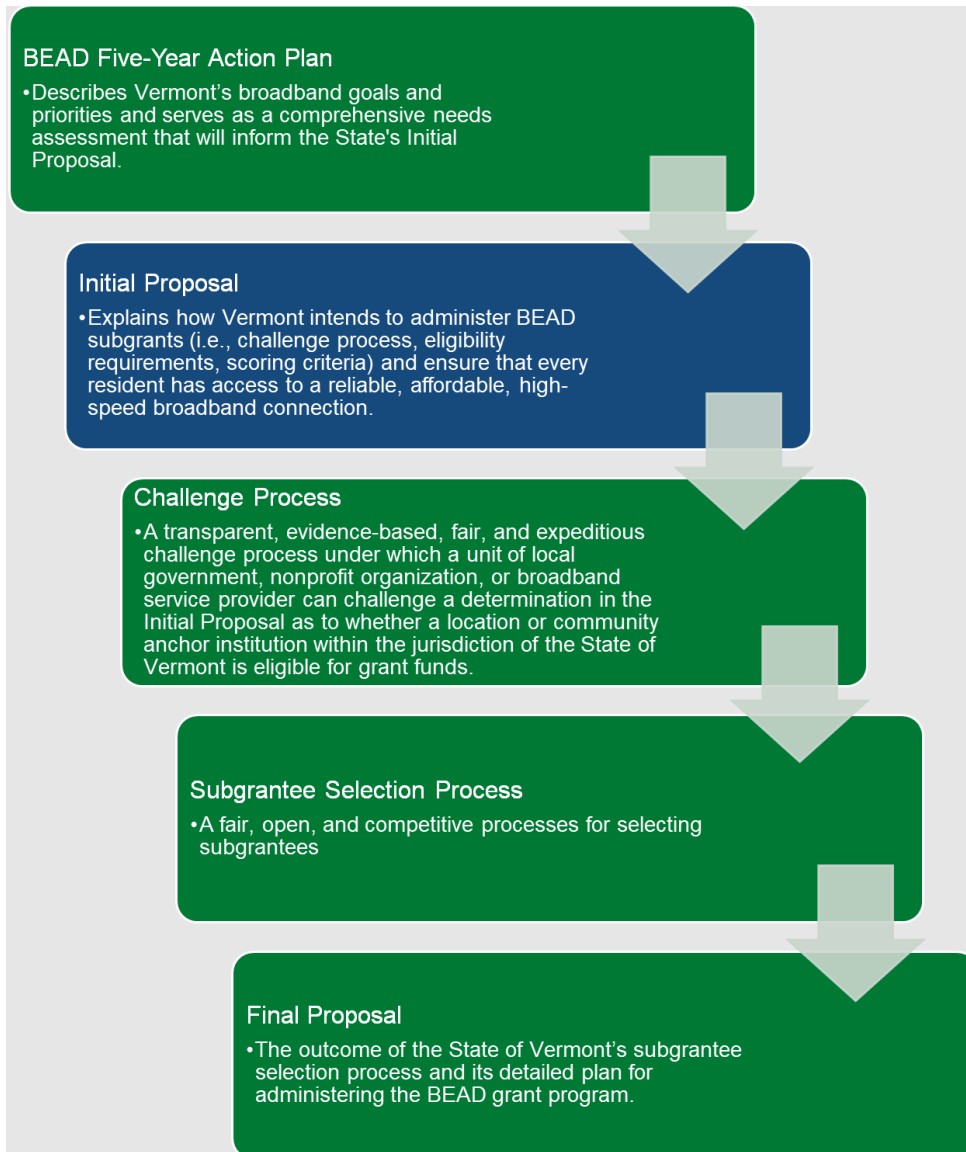 BEAD Five-Year Action Plan
•Describes Vermont’s broadband goals and
priorities and serves as a comprehensive needs
assessment that will inform the State's Initial
Proposal.
Initial Proposal
•Explains how Vermont intends to administer BEAD
subgrants (i.e., challenge process, eligibility
requirements, scoring criteria) and ensure that every
resident has access to a reliable, affordable, high-
speed broadband connection.
Challenge Process
•A transparent, evidence-based, fair, and expeditious
challenge process under which a unit of local
government, nonprofit organization, or broadband
service provider can challenge a determination in the
Initial Proposal as to whether a location or community
anchor institution within the jurisdiction of the State of
Vermont is eligible for grant funds.
Subgrantee Selection Process
•A fair, open, and competitive processes for selecting
subgrantees
Final Proposal
•The outcome of the State of Vermont’s subgrantee
selection process and its detailed plan for
administering the BEAD grant program.